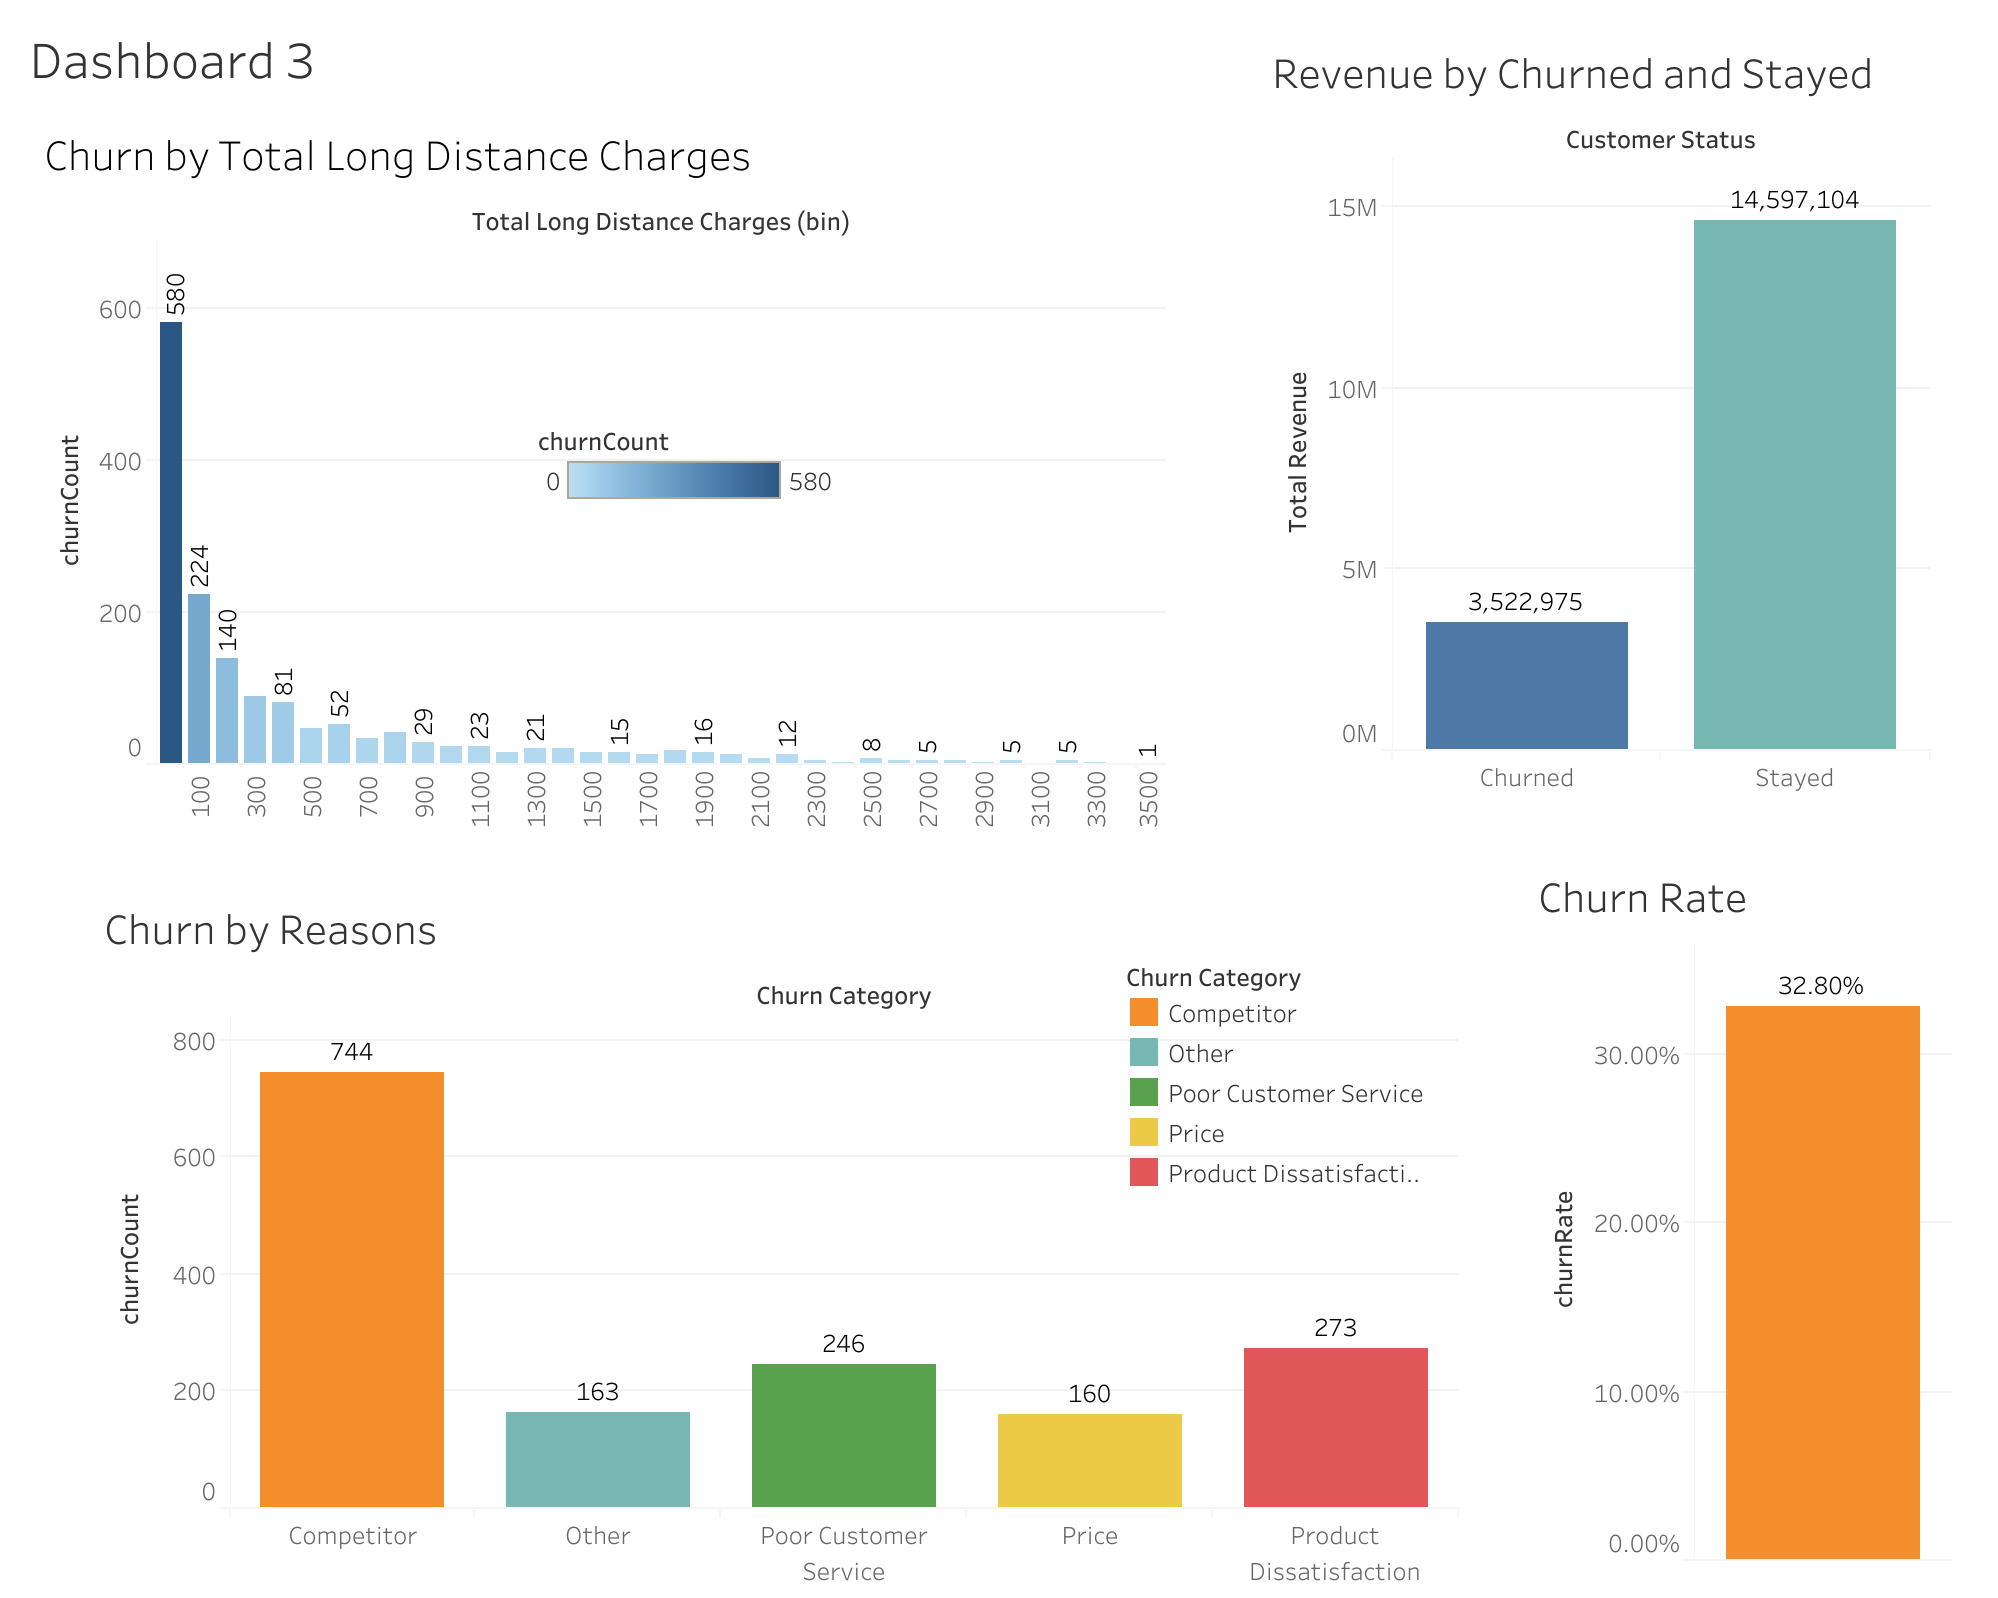 Dashboard 3
Churn by Total Long Distance Charges
Total Long Distance Charges (bin)
churnCount
600
400
200
0
580
224
140
81
52
29
23
21
15
16
12
8
5
5
5
1
churnCount
0 580
100 300 500 700 900 1100 1300 1500 1700 1900 2100 2300 2500 2700 2900 3100 3300 3500
Revenue by Churned and Stayed
Customer Status
Total Revenue
15M
10M
5M
0M
3,522,975
14,597,104
Churned Stayed
Churn by Reasons
Churn Category
churnCount
800
600
400
200
0
744
163
246
160
273
Competitor Other Poor Customer Price Product
Service Dissatisfaction
Churn Category
Competitor
Other
Poor Customer Service
Price
Product Dissatisfacti..
Churn Rate
churnRate
32.80%
30.00%
20.00%
10.00%
0.00%